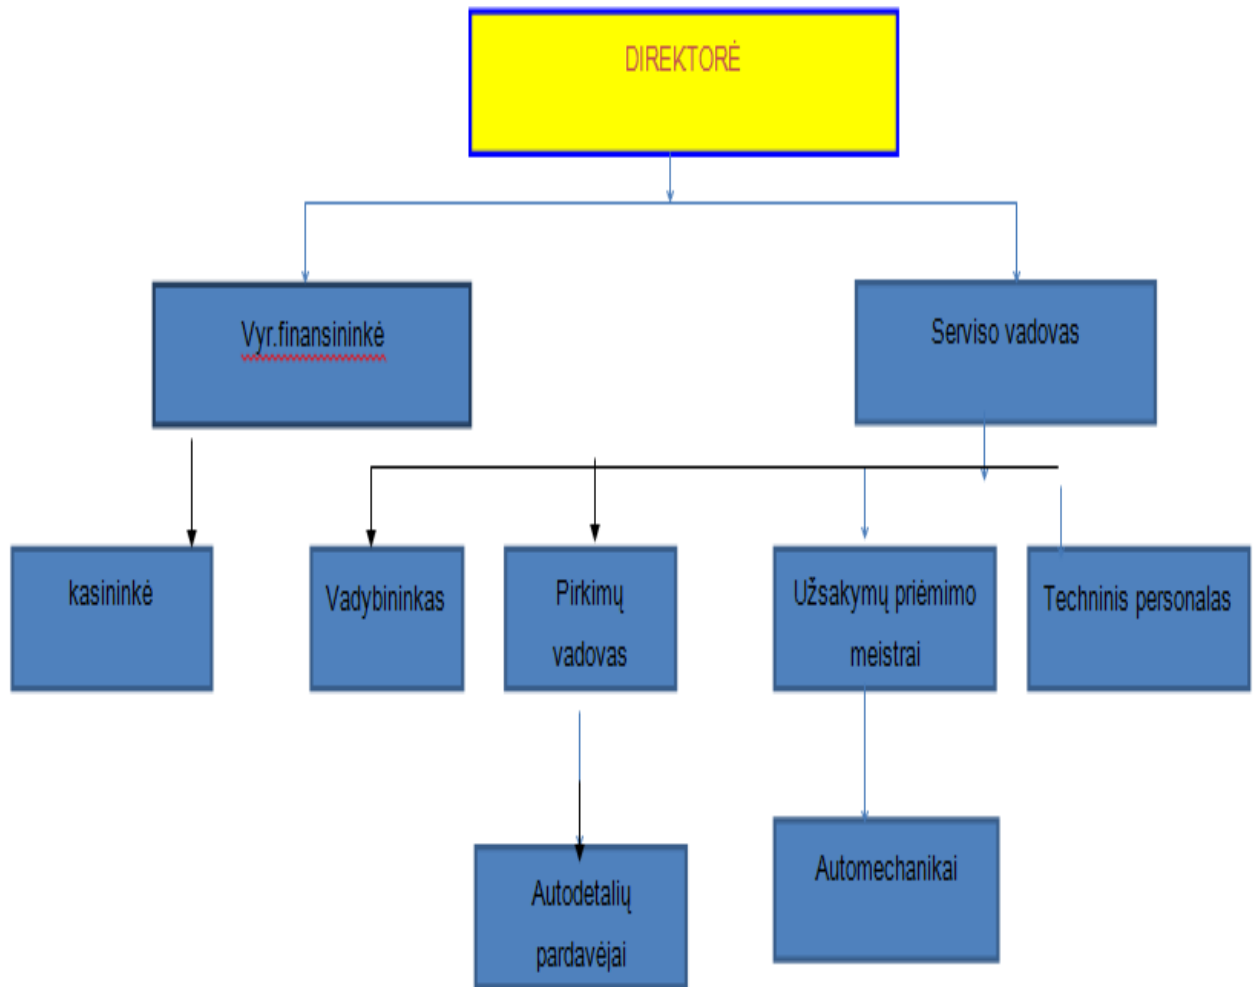 DIREKTORĖ
Vyr.finansininkė
Serviso vadovas
kasininkė
Vadybininkas
Pirkimų
vadovas
Užsakymų priėmimo
meistrai
Techninis personalas
Autodetalių
pardavėjai
Automechanikai